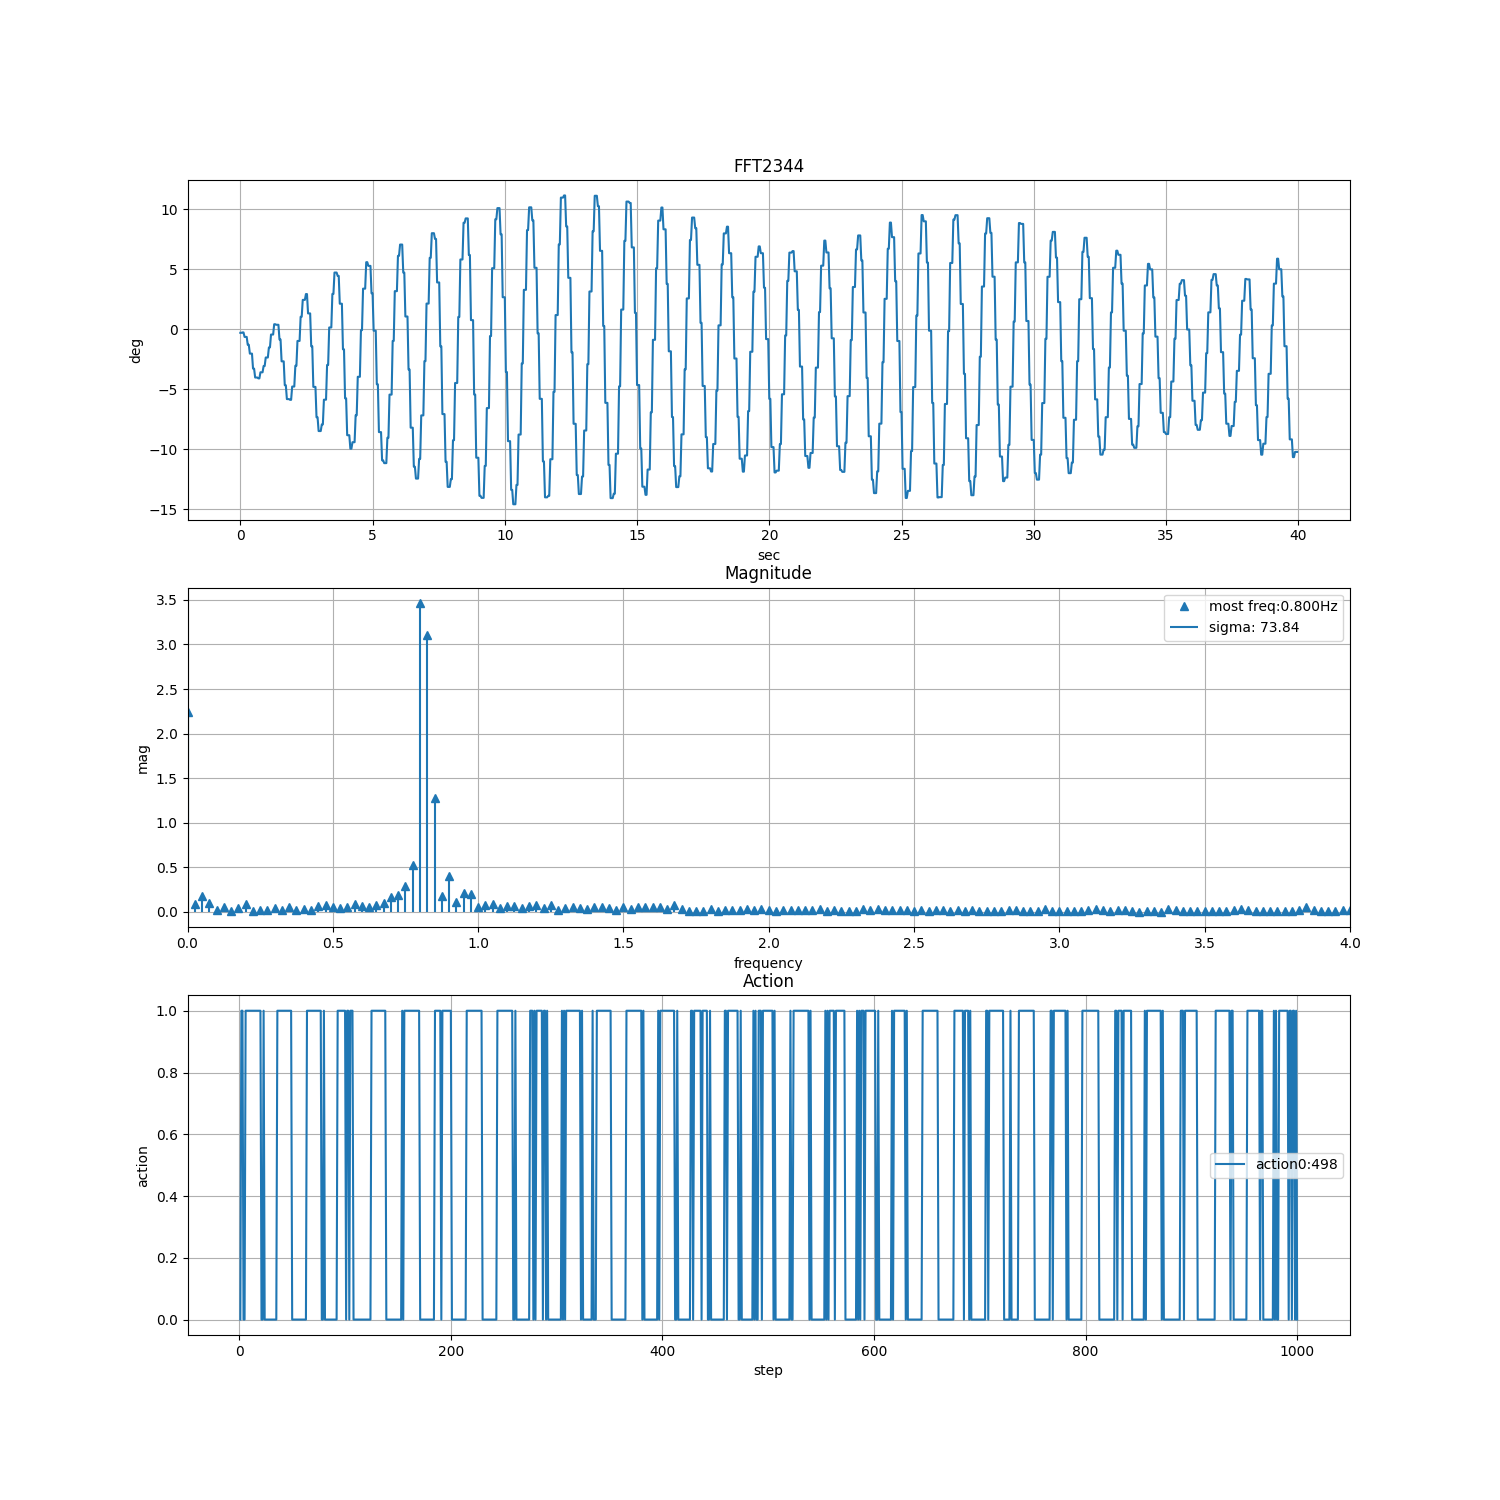 FFT2344
10
5
0
−5
−10
−15
deg
0 5 10 15 20 25 30 35 40
sec
Magnitude
3.5
3.0
2.5
2.0
1.5
1.0
0.5
0.0
mag
most freq:0.800Hz
sigma: 73.84
0.0 0.5 1.0 1.5 2.0 2.5 3.0 3.5 4.0
frequency
Action
1.0
0.8
0.6
0.4
0.2
0.0
action
action0:498
0 200 400 600 800 1000
step